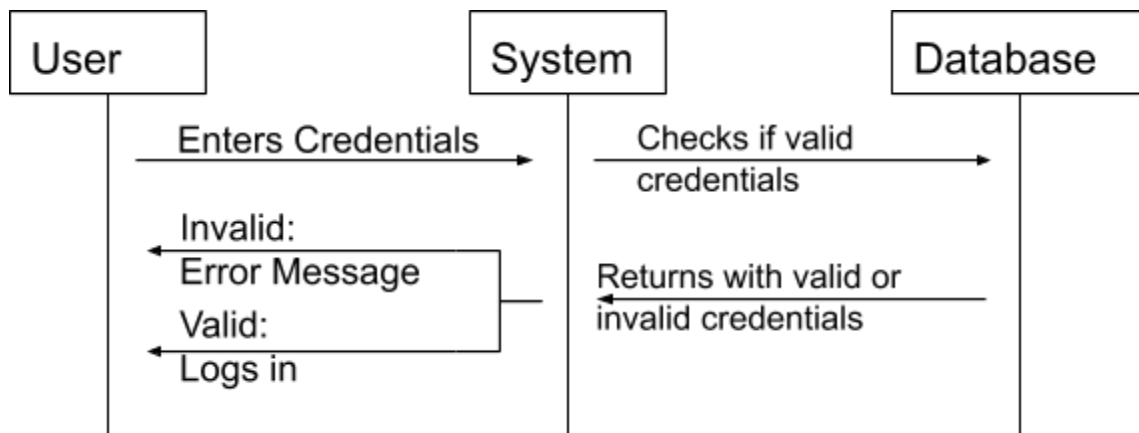 User
System
Database
Enters Credentials
Checks if valid
credentials
Invalid:
Error Message
Valid:
Logs in
Returns with valid or
invalid credentials